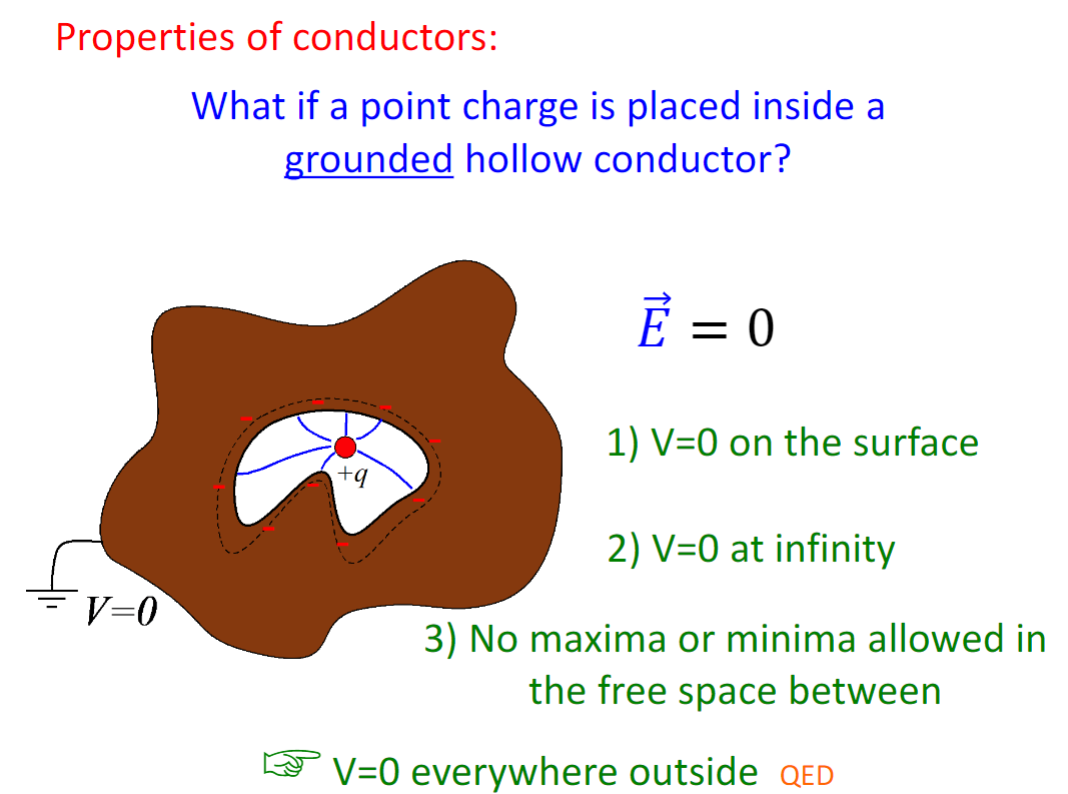 Properties of conductors:
What if a point charge is placed inside a
grounded hollow conductor?
E⃗ = 0
1) V=0 on the surface
+q
2) V=0 at infinity
V=0
3) No maxima or minima allowed in
the free space between
☞ V=0 everywhere outside QED